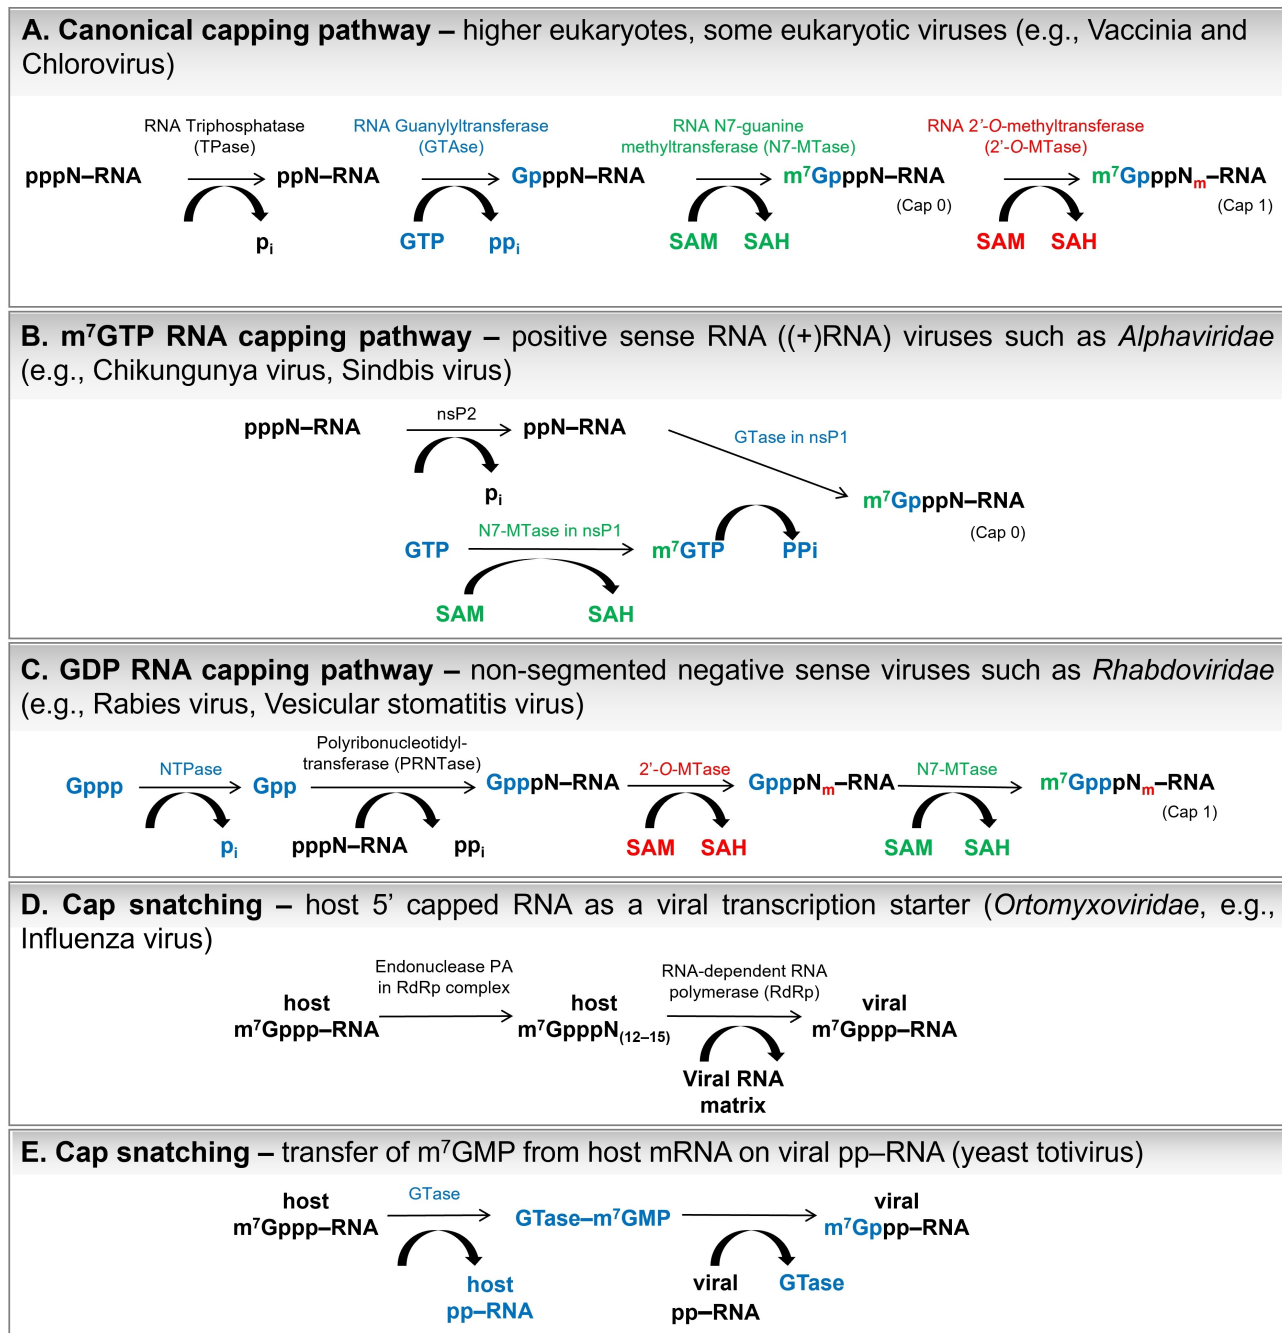 A. Canonical capping pathway – higher eukaryotes, some eukaryotic viruses (e.g., Vaccinia and
Chlorovirus)
RNA Triphosphatase
(TPase)
RNA Guanylyltransferase
(GTAse)
RNA N7-guanine
methyltransferase (N7-MTase)
RNA 2’-O-methyltransferase
(2’-O-MTase)
pppN–RNA
ppN–RNA
GpppN–RNA
m⁷GpppN–RNA
(Cap 0)
m⁷GpppNₘ–RNA
(Cap 1)
pᵢ
GTP
ppᵢ
SAM
SAH
SAM
SAH
B. m⁷GTP RNA capping pathway – positive sense RNA ((+)RNA) viruses such as Alphaviridae
(e.g., Chikungunya virus, Sindbis virus)
pppN–RNA
nsP2
ppN–RNA
GTase in nsP1
pᵢ
m⁷GpppN–RNA
(Cap 0)
GTP
N7-MTase in nsP1
m⁷GTP
PPi
SAM
SAH
C. GDP RNA capping pathway – non-segmented negative sense viruses such as Rhabdoviridae
(e.g., Rabies virus, Vesicular stomatitis virus)
Gppp
NTPase
Gpp
Polyribonucleotidyl-
transferase (PRNTase)
GpppN–RNA
2’-O-MTase
GpppNₘ–RNA
N7-MTase
m⁷GpppNₘ–RNA
(Cap 1)
pᵢ
pppN–RNA
ppᵢ
SAM
SAH
SAM
SAH
D. Cap snatching – host 5’ capped RNA as a viral transcription starter (Ortomyxoviridae, e.g.,
Influenza virus)
host
m⁷Gppp–RNA
Endonuclease PA
in RdRp complex
host
m⁷GpppN₍₁₂₋₁₅₎
RNA-dependent RNA
polymerase (RdRp)
viral
m⁷Gppp–RNA
Viral RNA
matrix
E. Cap snatching – transfer of m⁷GMP from host mRNA on viral pp–RNA (yeast totivirus)
host
m⁷Gppp–RNA
GTase
GTase–m⁷GMP
viral
m⁷Gppp–RNA
host
pp–RNA
viral
pp–RNA
GTase